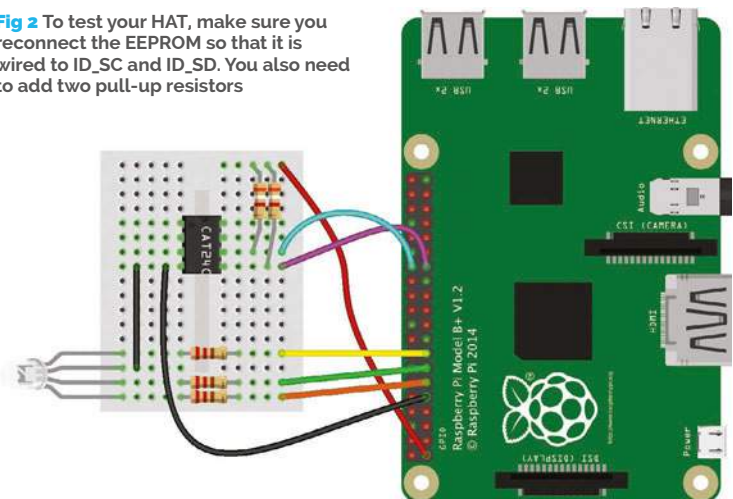 Fig 2 To test your HAT, make sure you
reconnect the EEPROM so that it is
wired to ID_SC and ID_SD. You also need
to add two pull-up resistors
USB 2x
USB 2x
ETHERNET
Audio
CSI (CAMERA)
CAT24C
HDMI
Raspberry Pi Model B+ V1.2
© Raspberry Pi 2014
GPIO
Power
DSI (DISPLAY)